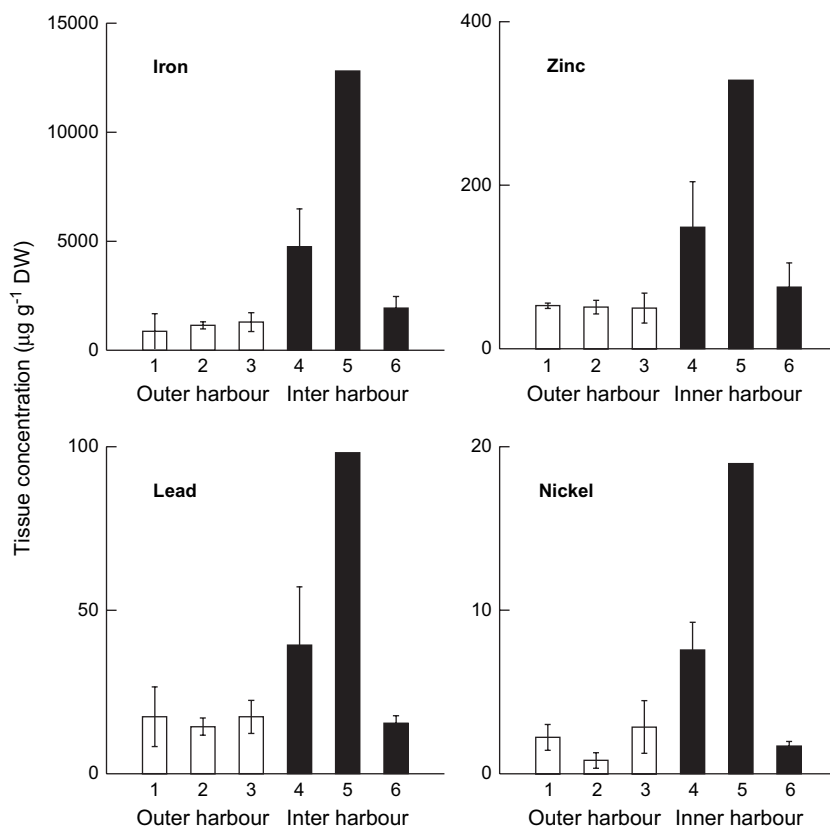 Tissue concentration (µg g⁻¹ DW)
Iron
15000
10000
5000
0
1 2 3 4 5 6
Outer harbour Inter harbour
Zinc
400
200
0
1 2 3 4 5 6
Outer harbour Inner harbour
Lead
100
50
0
1 2 3 4 5 6
Outer harbour Inter harbour
Nickel
20
10
0
1 2 3 4 5 6
Outer harbour Inner harbour